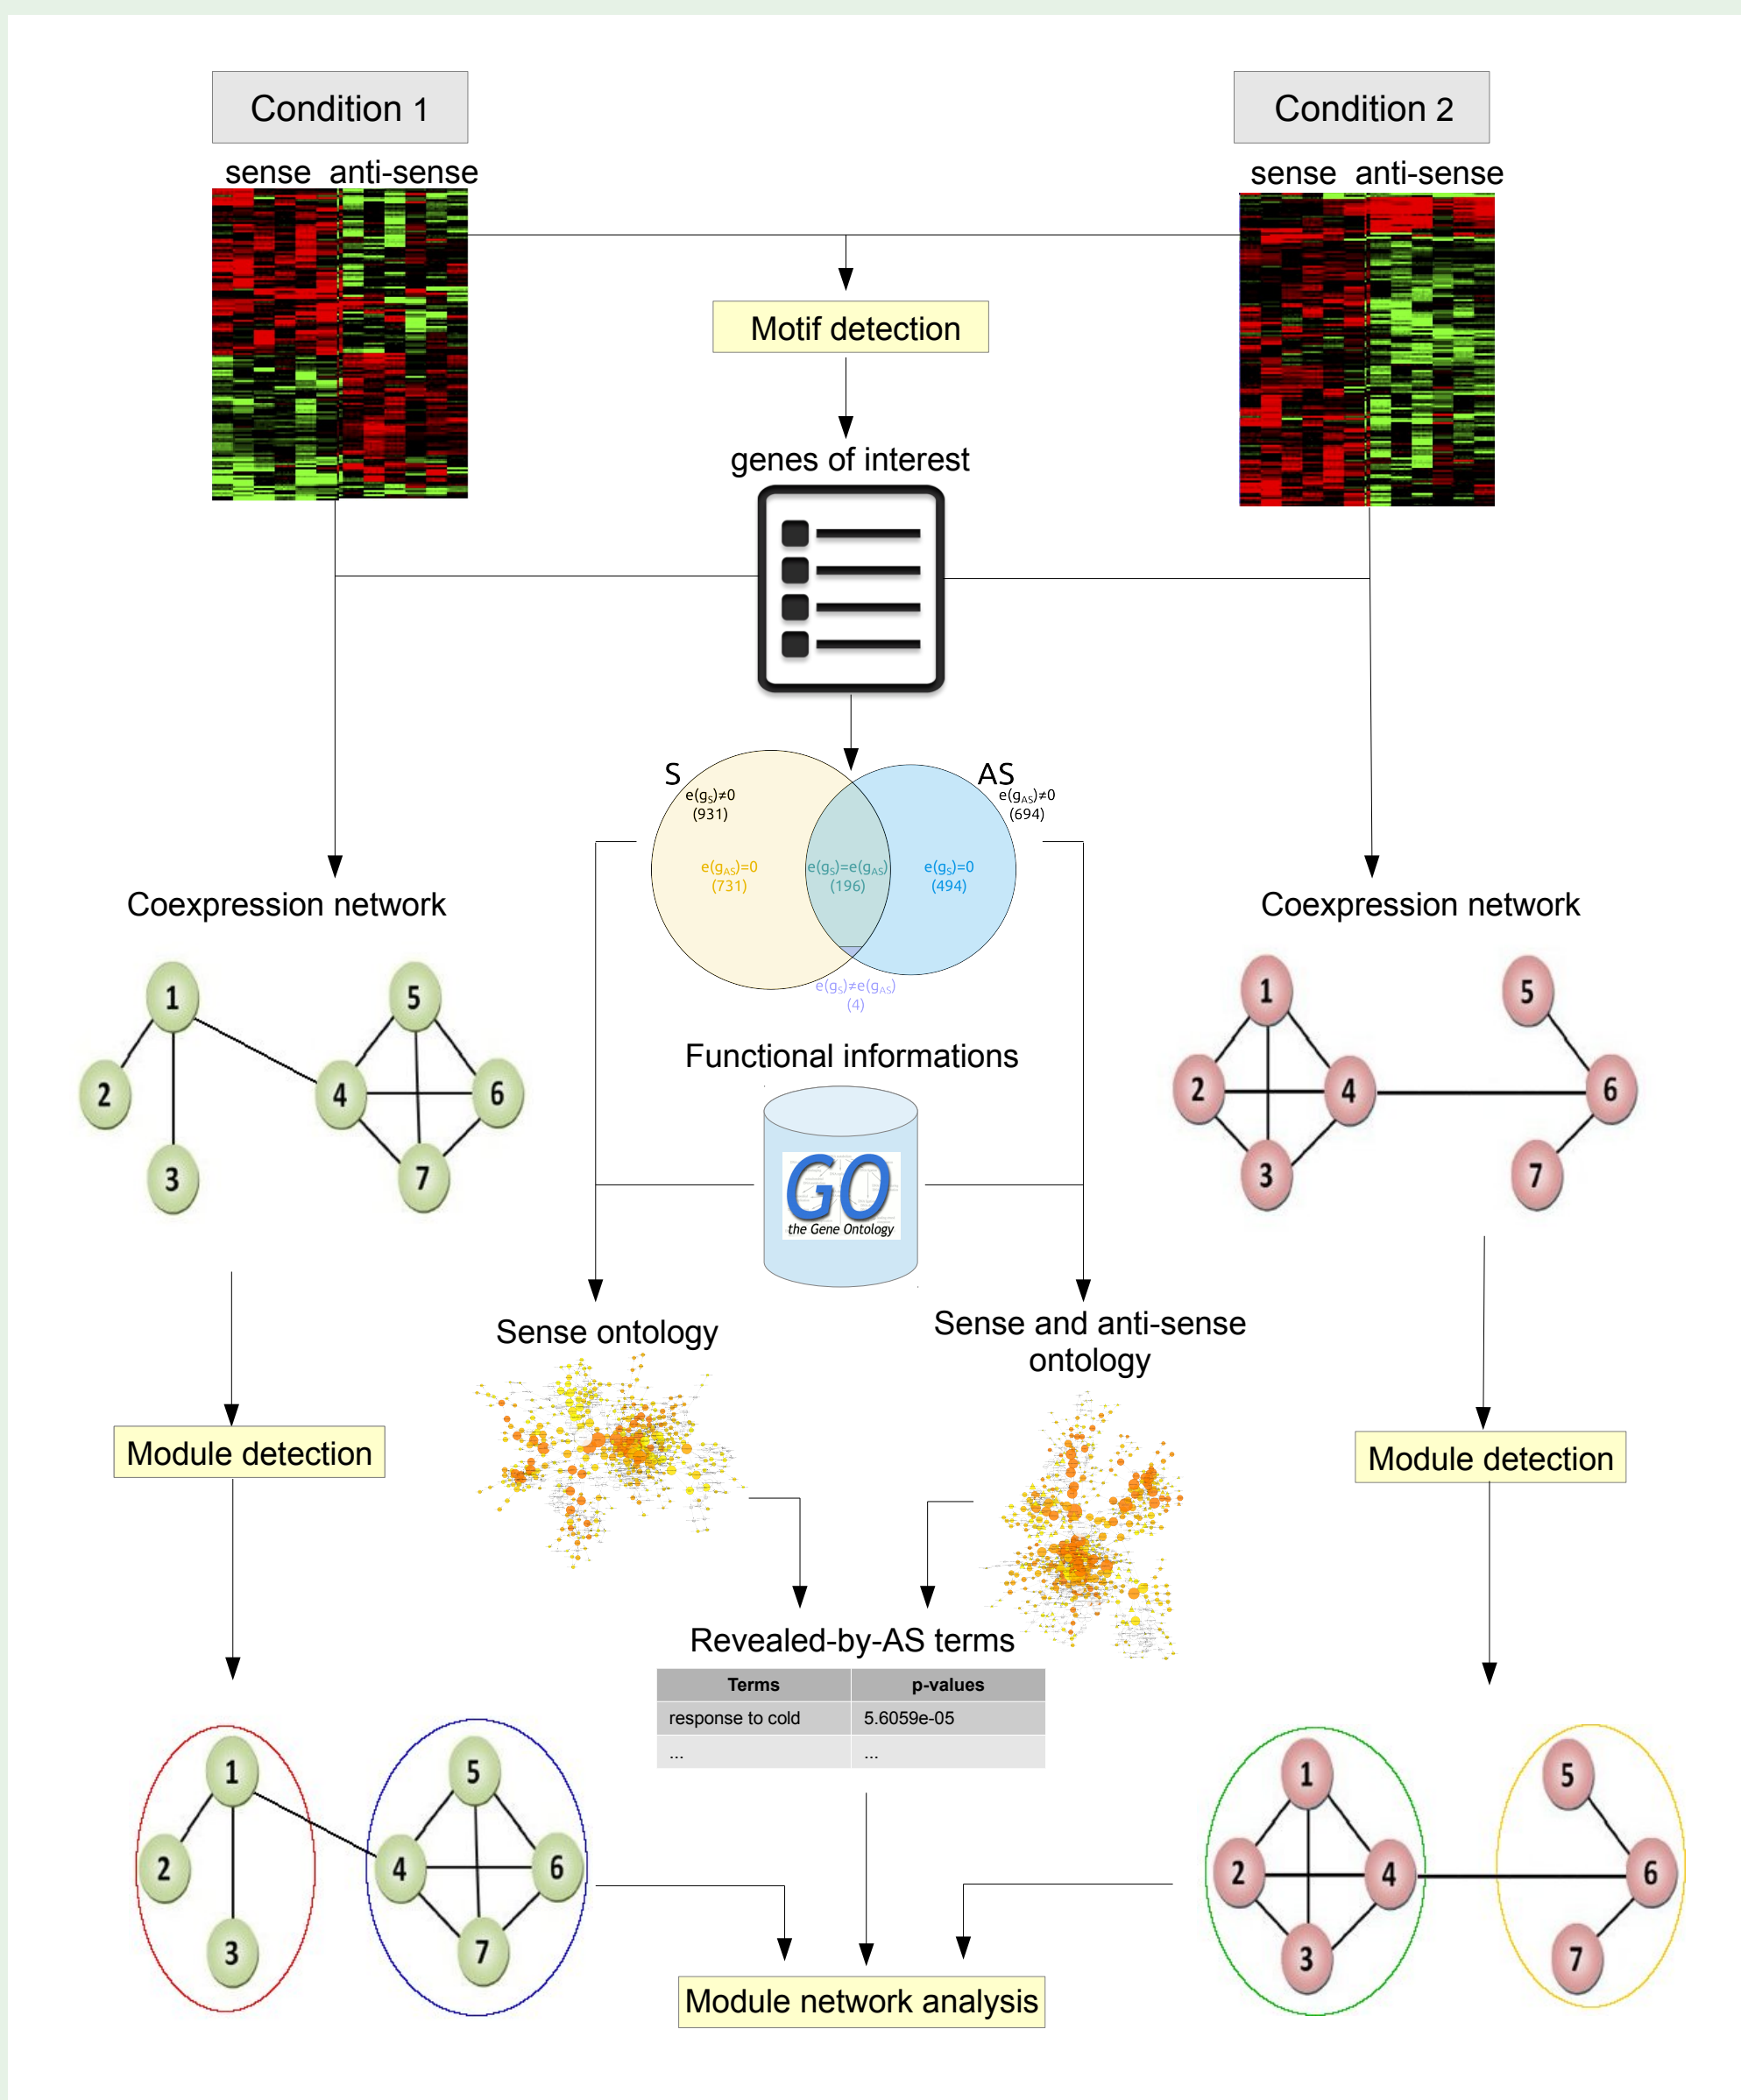 Condition 1
Condition 2
sense anti-sense
sense anti-sense
Motif detection
genes of interest
S
e(gS)≠0
(931)
AS
e(gAS)≠0
(694)
e(gAS)=0
(731)
e(gS)=e(gAS)
(196)
e(gS)=0
(494)
e(gS)≠e(gAS)
(4)
Coexpression network
Coexpression network
1
5
2
4
6
3
7
1
5
2
4
6
3
7
Functional informations
GO
the Gene Ontology
Sense ontology
Sense and anti-sense
ontology
Module detection
Module detection
Revealed-by-AS terms
Terms p-values
response to cold 5.6059e-05
... ...
1
5
2
4
6
3
7
1
5
2
4
6
3
7
Module network analysis